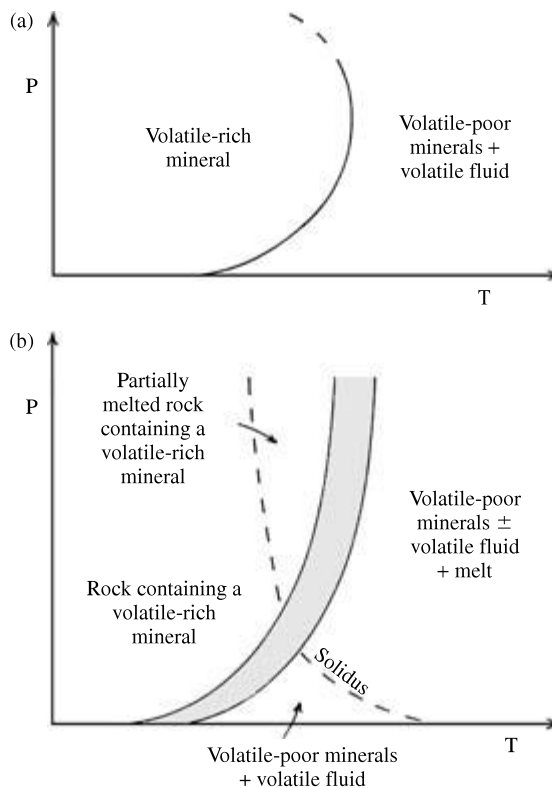 (a)
P
Volatile-rich
mineral
Volatile-poor
minerals +
volatile fluid
T
(b)
P
Partially
melted rock
containing a
volatile-rich
mineral
Volatile-poor
minerals ±
volatile fluid
+ melt
Rock containing a
volatile-rich
mineral
Solidus
T
Volatile-poor minerals
+ volatile fluid